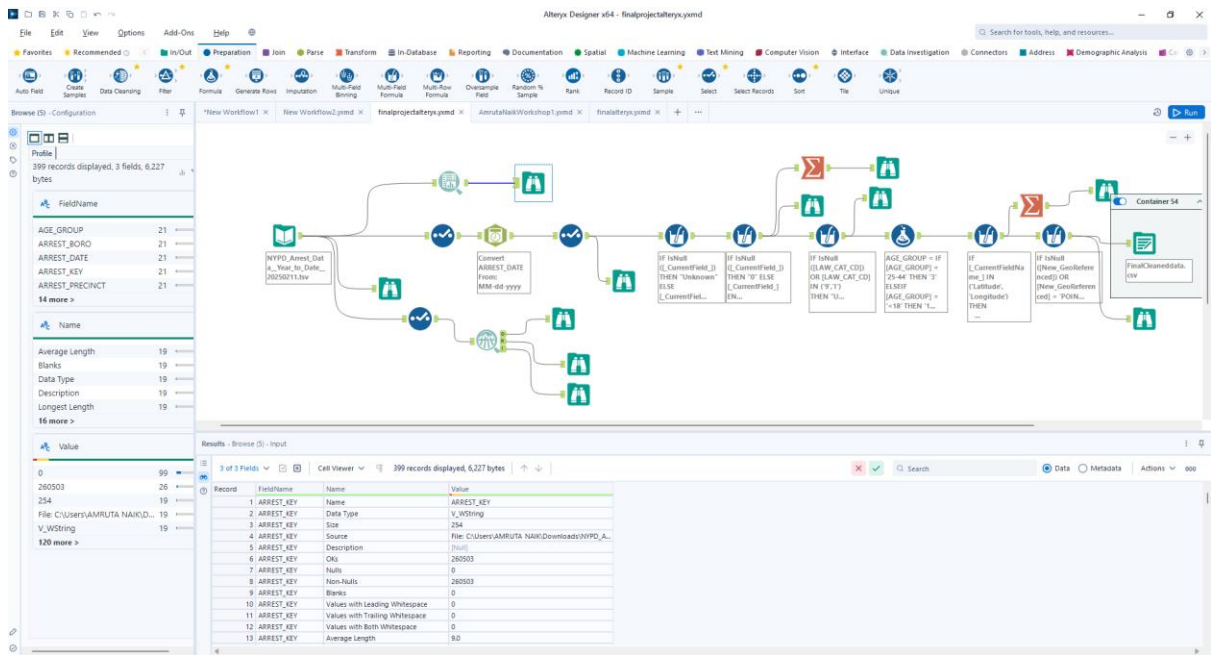 Alteryx Designer x64 - finalprojectalteryx.yxmd
File Edit View Options Add-Ons Help
Search for tools, help, and resources...
Favorites Recommended In/Out Preparation Join Parse Transform In-Database Reporting Documentation Spatial Machine Learning Text Mining Computer Vision Interface Data Investigation Connectors Address Demographic Analysis
Auto Field
Create Samples
Data Cleansing
Filter
Formula
Generate Rows
Imputation
Multi-Field Binning
Multi-Field Formula
Multi-Row Formula
Oversample Field
Random % Sample
Rank
Record ID
Sample
Select
Select Records
Sort
Tile
Unique
Browse (5) - Configuration
*New Workflow1 × New Workflow2.yxmd × finalprojectalteryx.yxmd × AmrutaNaikWorkshop1.yxmd × finalalteryx.yxmd × + ...
Run
Profile
399 records displayed, 3 fields, 6,227
bytes
FieldName
AGE_GROUP 21
ARREST_BORO 21
ARREST_DATE 21
ARREST_KEY 21
ARREST_PRECINCT 21
14 more >
Name
Average Length 19
Blanks 19
Data Type 19
Description 19
Longest Length 19
16 more >
Value
0 99
260503 26
254 19
File: C:\Users\AMRUTA NAIK\D... 19
V_WString 19
120 more >
NYPD_Arrest_Dat
a__Year_to_Date_
20250211.tsv
Convert
ARREST_DATE
From:
MM-dd-yyyy
IF IsNull
([_CurrentField_])
THEN "Unknown"
ELSE
[_CurrentFiel...
IF IsNull
([_CurrentField_])
THEN "0" ELSE
[_CurrentField_]
EN...
IF IsNull
([LAW_CAT_CD])
OR [LAW_CAT_CD]
IN ('9','I')
THEN "U...
AGE_GROUP = IF
[AGE_GROUP] =
'25-44' THEN '3'
ELSEIF
[AGE_GROUP] =
'<18' THEN '1...
IF
[_CurrentFieldNa
me_] IN
('Latitude',
'Longitude')
THEN
...
IF IsNull
([New_GeoRefere
nced]) OR
[New_GeoReferen
ced] = 'POIN...
Container 54
FinalCleaneddata.
csv
Results - Browse (5) - Input
3 of 3 Fields Cell Viewer 399 records displayed, 6,227 bytes Search Data Metadata Actions 000
Record FieldName Name Value
1 ARREST_KEY Name ARREST_KEY
2 ARREST_KEY Data Type V_WString
3 ARREST_KEY Size 254
4 ARREST_KEY Source File: C:\Users\AMRUTA NAIK\Downloads\NYPD_A...
5 ARREST_KEY Description [Null]
6 ARREST_KEY OKs 260503
7 ARREST_KEY Nulls 0
8 ARREST_KEY Non-Nulls 260503
9 ARREST_KEY Blanks 0
10 ARREST_KEY Values with Leading Whitespace 0
11 ARREST_KEY Values with Trailing Whitespace 0
12 ARREST_KEY Values with Both Whitespace 0
13 ARREST_KEY Average Length 9.0